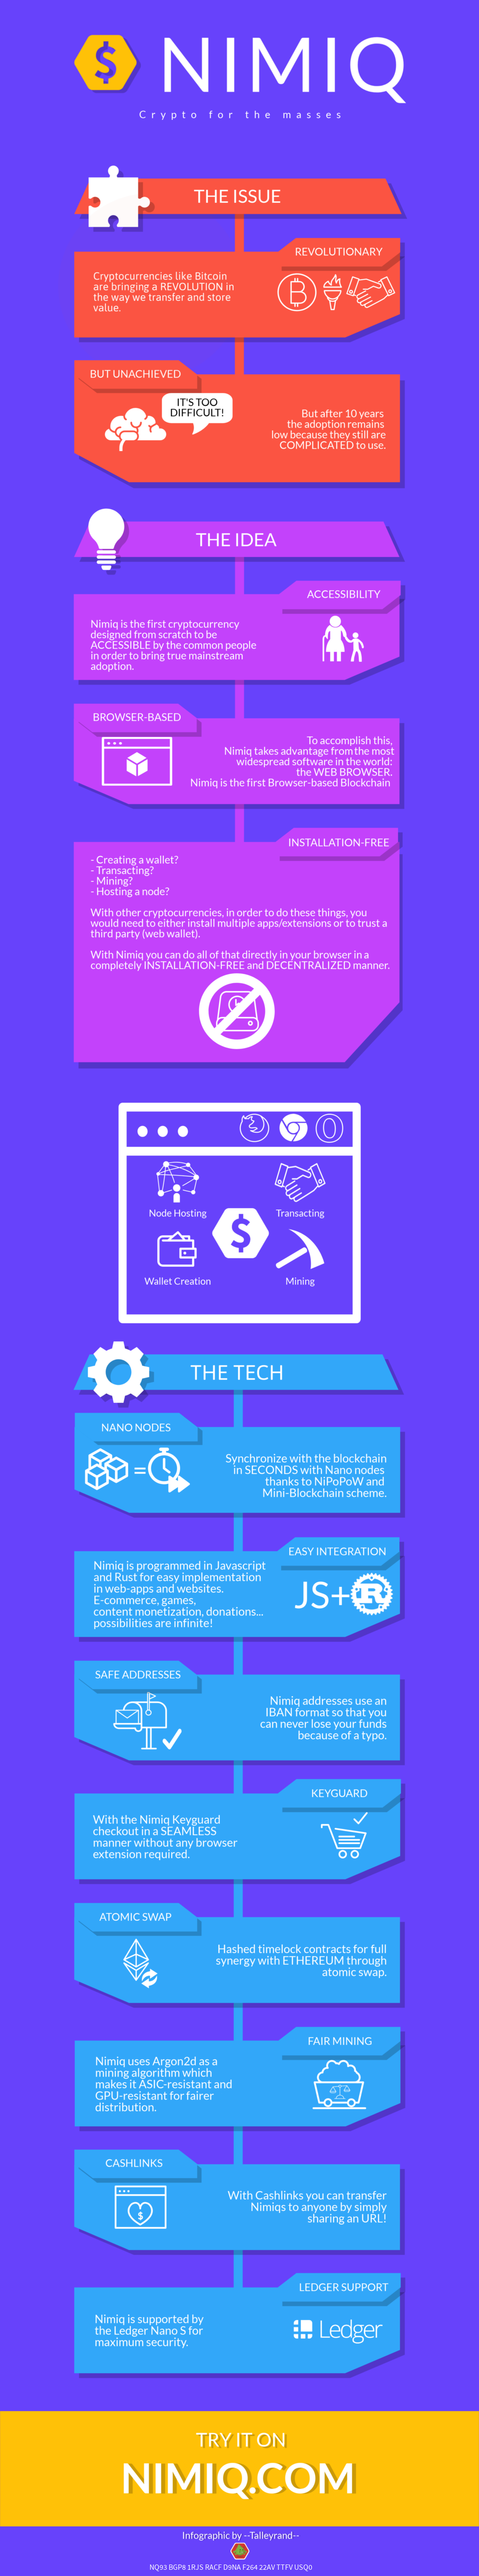 $ NIMIQ
Crypto for the masses
THE ISSUE
REVOLUTIONARY
Cryptocurrencies like Bitcoin
are bringing a REVOLUTION in
the way we transfer and store
value.
BUT UNACHIEVED
IT'S TOO
DIFFICULT!
But after 10 years
the adoption remains
low because they still are
COMPLICATED to use.
THE IDEA
ACCESSIBILITY
Nimiq is the first cryptocurrency
designed from scratch to be
ACCESSIBLE by the common people
in order to bring true mainstream
adoption.
BROWSER-BASED
To accomplish this,
Nimiq takes advantage from the most
widespread software in the world:
the WEB BROWSER.
Nimiq is the first Browser-based Blockchain
INSTALLATION-FREE
- Creating a wallet?
- Transacting?
- Mining?
- Hosting a node?
With other cryptocurrencies, in order to do these things, you
would need to either install multiple apps/extensions or to trust a
third party (web wallet).
With Nimiq you can do all of that directly in your browser in a
completely INSTALLATION-FREE and DECENTRALIZED manner.
Node Hosting
Transacting
$
Wallet Creation
Mining
THE TECH
NANO NODES
=
Synchronize with the blockchain
in SECONDS with Nano nodes
thanks to NiPoPoW and
Mini-Blockchain scheme.
EASY INTEGRATION
Nimiq is programmed in Javascript
and Rust for easy implementation
in web-apps and websites.
E-commerce, games,
content monetization, donations...
possibilities are infinite!
JS+R
SAFE ADDRESSES
Nimiq addresses use an
IBAN format so that you
can never lose your funds
because of a typo.
KEYGUARD
With the Nimiq Keyguard
checkout in a SEAMLESS
manner without any browser
extension required.
ATOMIC SWAP
Hashed timelock contracts for full
synergy with ETHEREUM through
atomic swap.
FAIR MINING
Nimiq uses Argon2d as a
mining algorithm which
makes it ASIC-resistant and
GPU-resistant for fairer
distribution.
CASHLINKS
$
With Cashlinks you can transfer
Nimiqs to anyone by simply
sharing an URL!
LEDGER SUPPORT
Nimiq is supported by
the Ledger Nano S for
maximum security.
Ledger
TRY IT ON
NIMIQ.COM
Infographic by --Talleyrand--
NQ93 BGP8 1RJS RACF D9NA F264 22AV TTFV USQ0